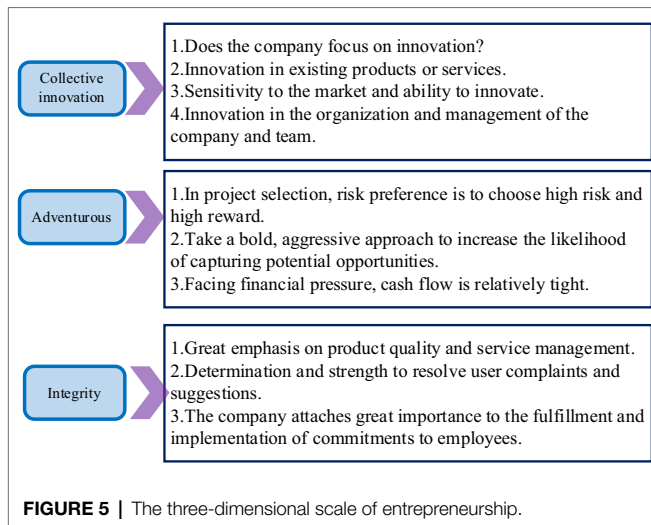 Collective
innovation
1.Does the company focus on innovation?
2.Innovation in existing products or services.
3.Sensitivity to the market and ability to innovate.
4.Innovation in the organization and management of the
company and team.
Adventurous
1.In project selection, risk preference is to choose high risk and
high reward.
2.Take a bold, aggressive approach to increase the likelihood
of capturing potential opportunities.
3.Facing financial pressure, cash flow is relatively tight.
Integrity
1.Great emphasis on product quality and service management.
2.Determination and strength to resolve user complaints and
suggestions.
3.The company attaches great importance to the fulfillment and
implementation of commitments to employees.
FIGURE 5 | The three-dimensional scale of entrepreneurship.